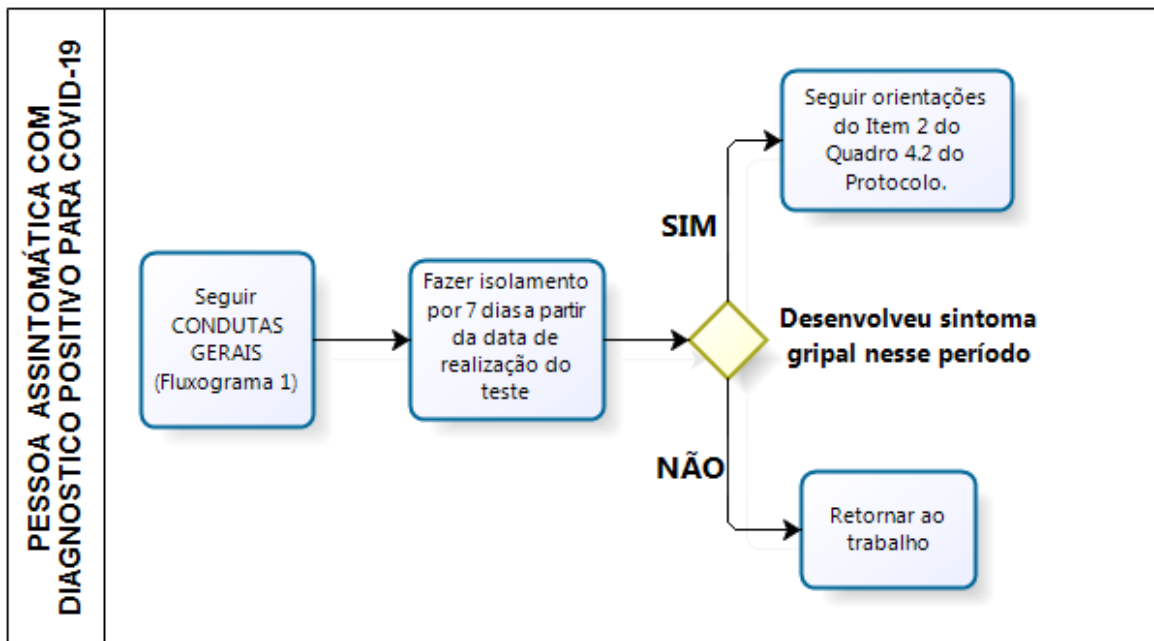 PESSOA ASSINTOMÁTICA COM
DIAGNOSTICO POSITIVO PARA COVID-19
Seguir
CONDUTAS
GERAIS
(Fluxograma 1)
Fazer isolamento
por 7 dias a partir
da data de
realização do
teste
SIM
Seguir orientações
do Item 2 do
Quadro 4.2 do
Protocolo.
Desenvolveu sintoma
gripal nesse período
NÃO
Retornar ao
trabalho